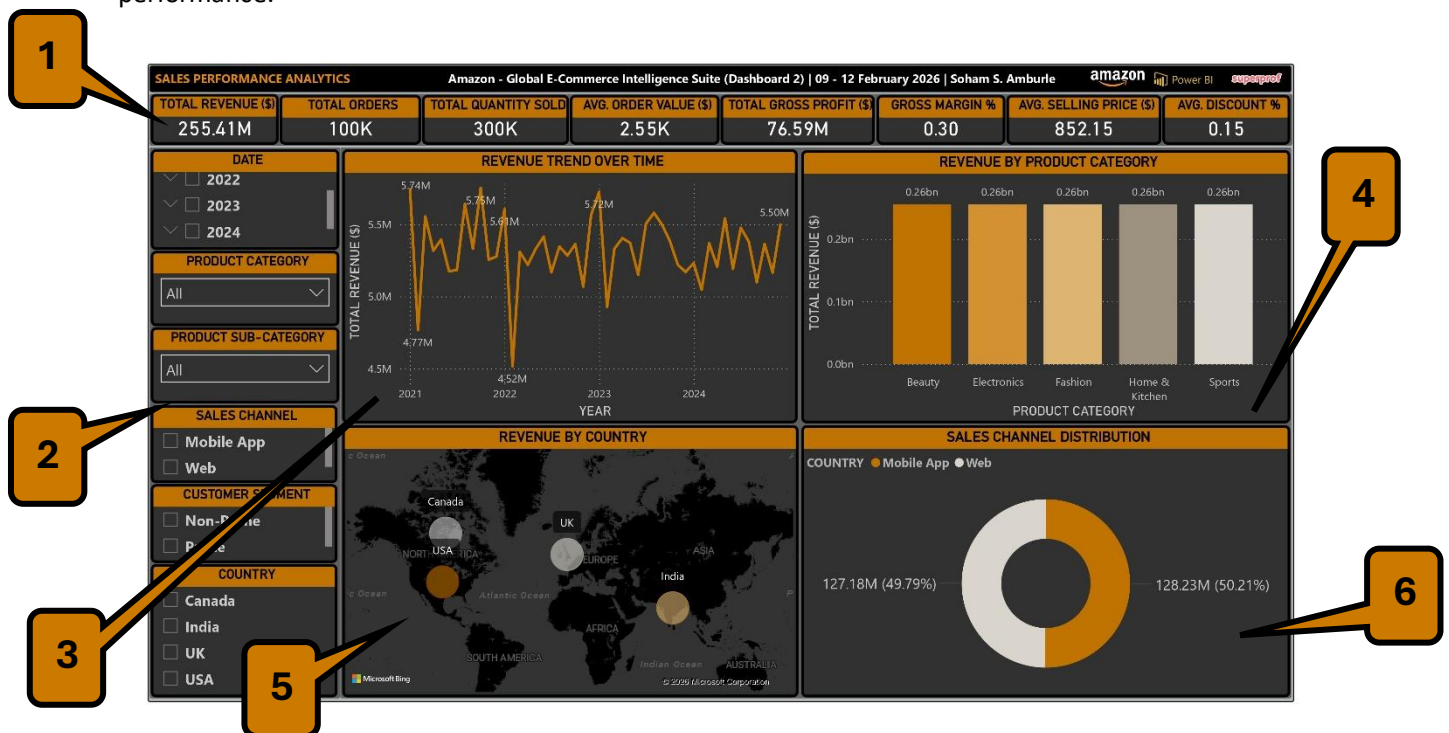 performance.
1
SALES PERFORMANCE ANALYTICS
Amazon - Global E-Commerce Intelligence Suite (Dashboard 2) | 09 - 12 February 2026 | Soham S. Amburle
amazon
Power BI
superprof
TOTAL REVENUE ($)
255.41M
TOTAL ORDERS
100K
TOTAL QUANTITY SOLD
300K
AVG. ORDER VALUE ($)
2.55K
TOTAL GROSS PROFIT ($)
76.59M
GROSS MARGIN %
0.30
AVG. SELLING PRICE ($)
852.15
AVG. DISCOUNT %
0.15
DATE
2022
2023
2024
PRODUCT CATEGORY
All
PRODUCT SUB-CATEGORY
All
2
SALES CHANNEL
Mobile App
Web
CUSTOMER SEGMENT
Non-Prime
Prime
COUNTRY
Canada
India
UK
USA
3
REVENUE TREND OVER TIME
TOTAL REVENUE ($)
5.5M
5.0M
4.5M
5.74M
4.77M
5.75M
5.61M
4.52M
5.72M
5.50M
2021
2022
2023
2024
YEAR
REVENUE BY PRODUCT CATEGORY
4
TOTAL REVENUE ($)
0.2bn
0.1bn
0.0bn
0.26bn
0.26bn
0.26bn
0.26bn
0.26bn
Beauty
Electronics
Fashion
Home &
Kitchen
Sports
PRODUCT CATEGORY
REVENUE BY COUNTRY
c Ocean
Canada
USA
UK
India
NORTH AMERICA
EUROPE
ASIA
c Ocean
Atlantic Ocean
AFRICA
SOUTH AMERICA
Indian Ocean
AUSTRALIA
Microsoft Bing
© 2026 Microsoft Corporation
5
SALES CHANNEL DISTRIBUTION
COUNTRY Mobile App Web
127.18M (49.79%)
128.23M (50.21%)
6